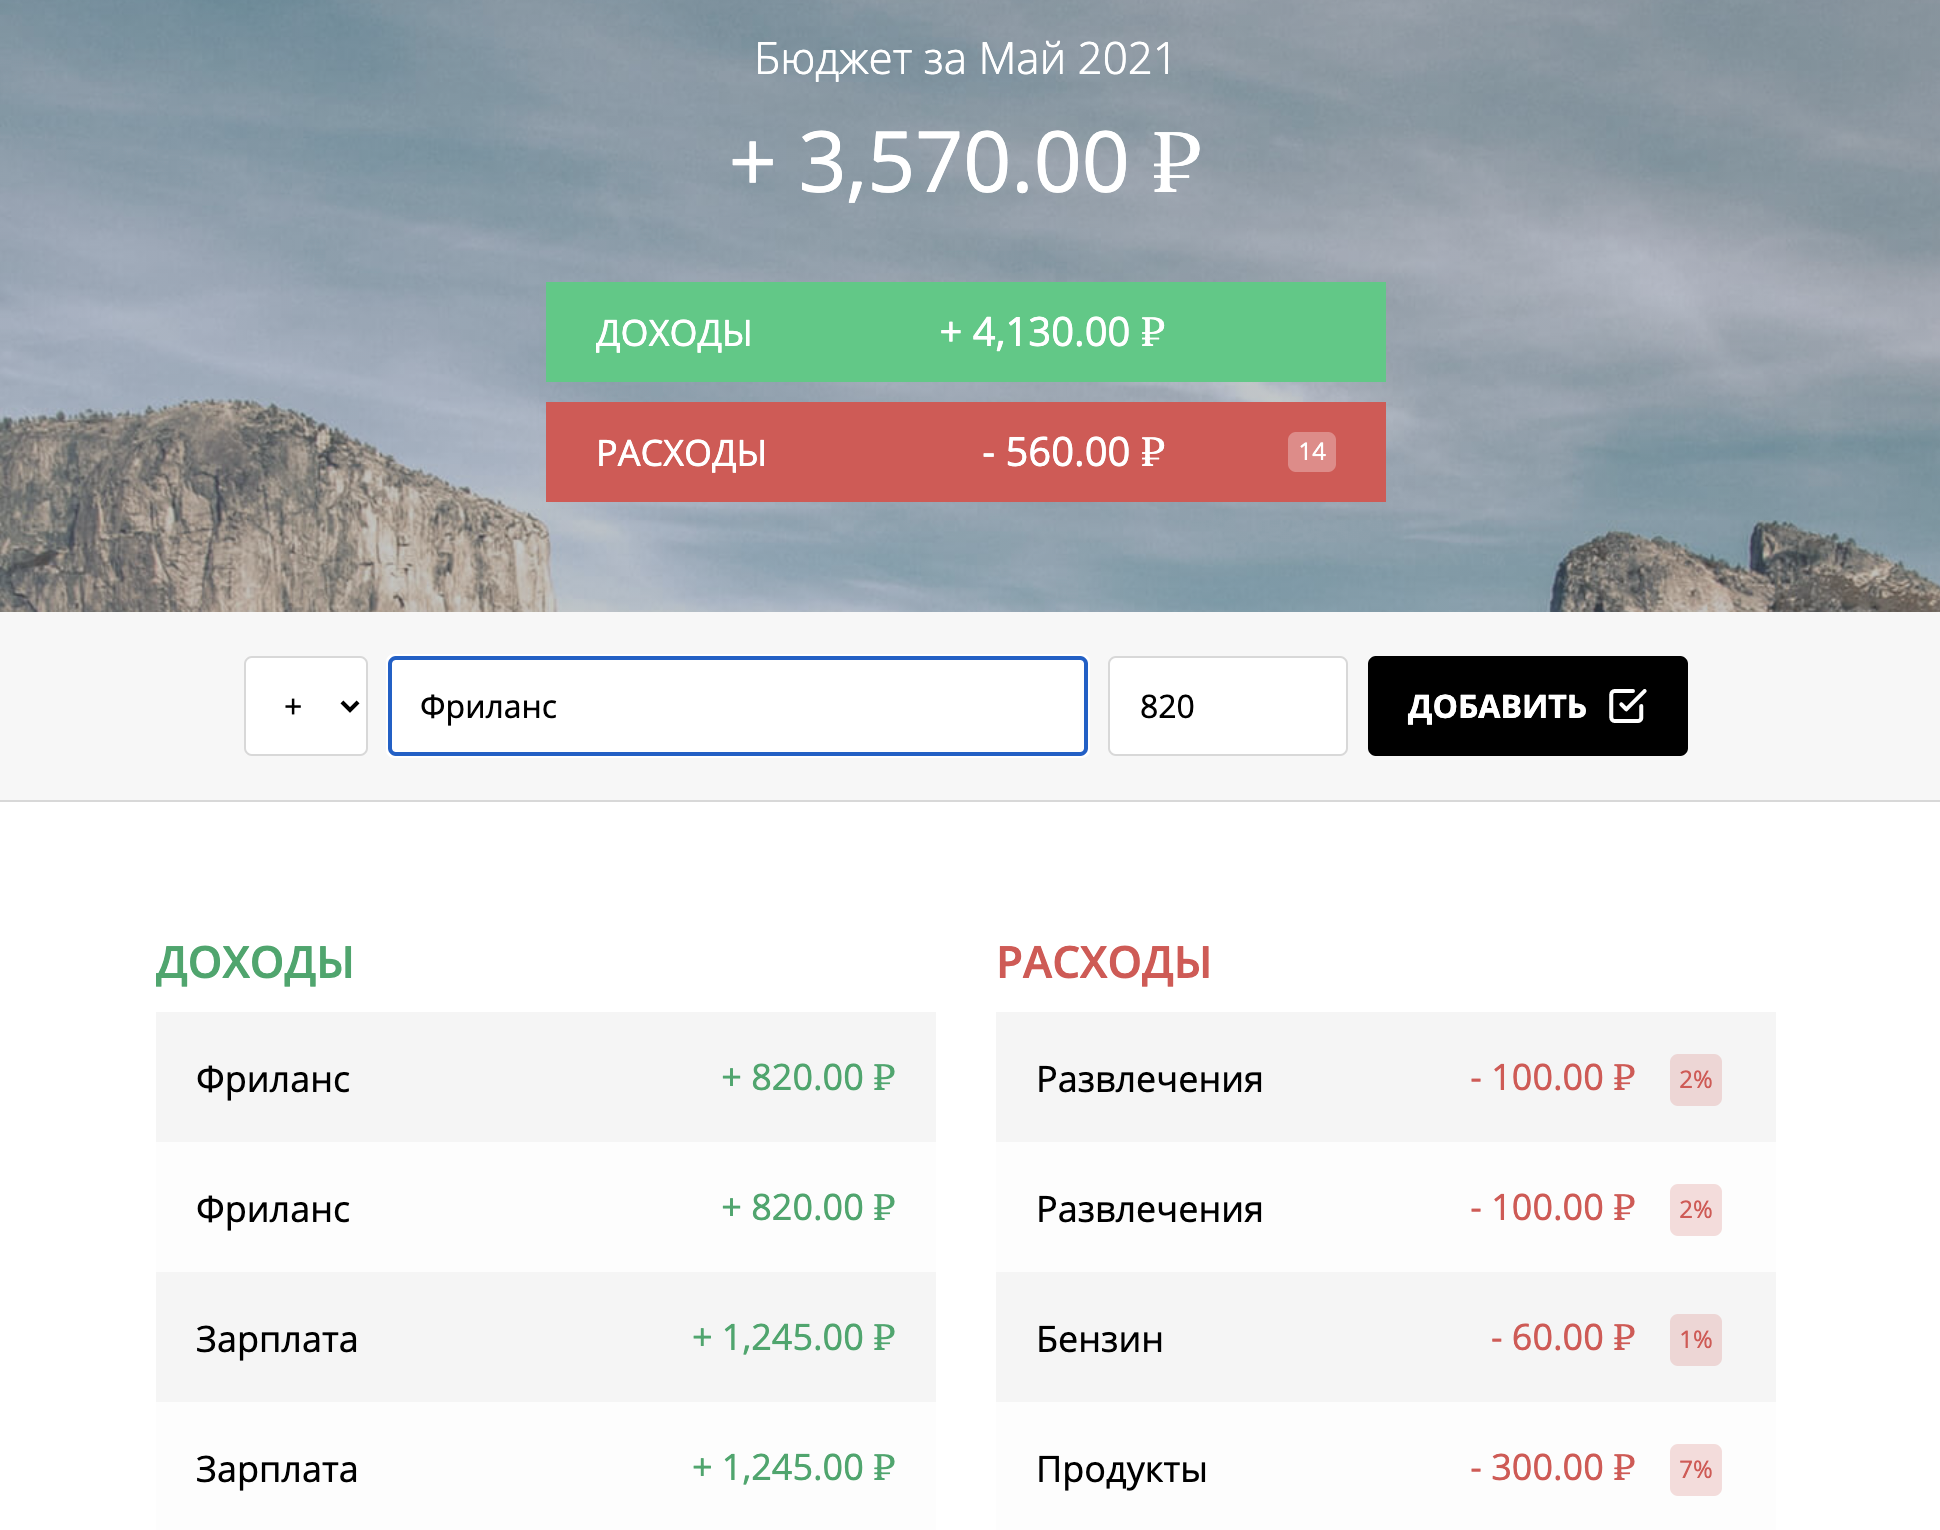 Бюджет за Май 2021
+ 3,570.00 ₽
ДОХОДЫ + 4,130.00 ₽
РАСХОДЫ - 560.00 ₽ 14
+ Фриланс 820 ДОБАВИТЬ
ДОХОДЫ
Фриланс + 820.00 ₽
Фриланс + 820.00 ₽
Зарплата + 1,245.00 ₽
Зарплата + 1,245.00 ₽
РАСХОДЫ
Развлечения - 100.00 ₽ 2%
Развлечения - 100.00 ₽ 2%
Бензин - 60.00 ₽ 1%
Продукты - 300.00 ₽ 7%